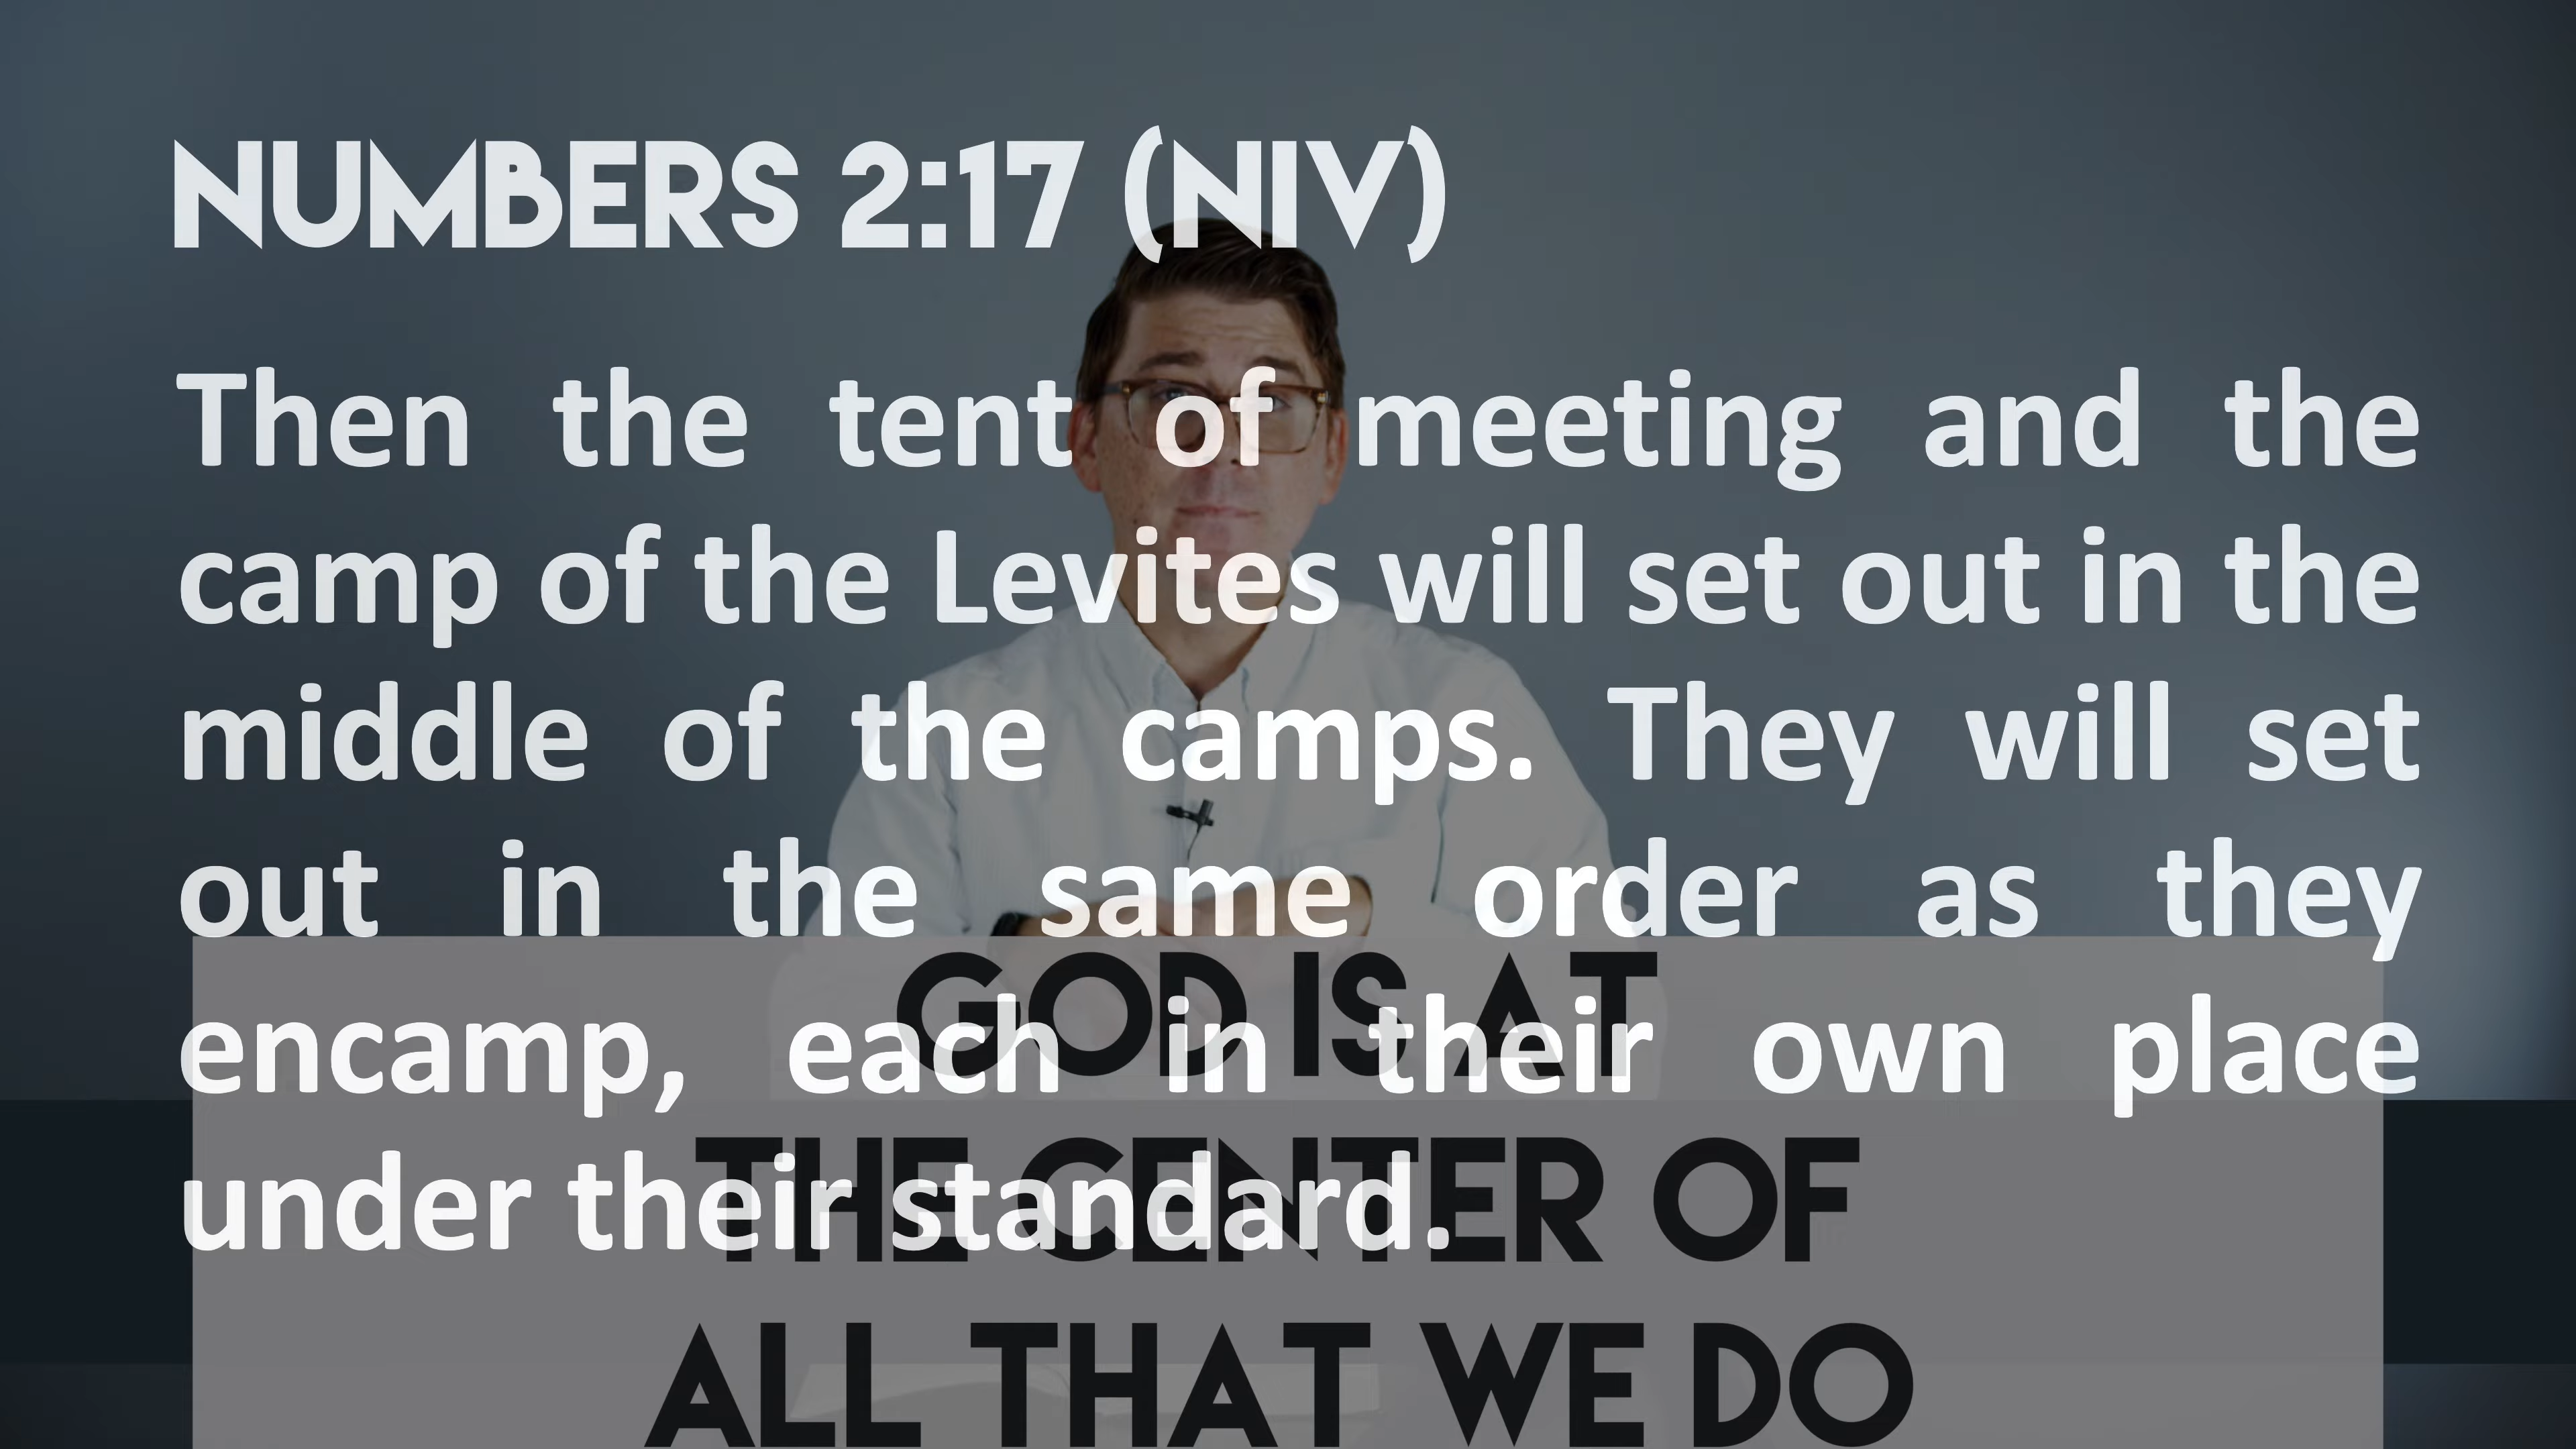 NUMBERS 2:17 (NIV)
Then the tent of meeting and the
camp of the Levites will set out in the
middle of the camps. They will set
out in the same order as they
encamp, each in their own place
under their standard.
GOD IS AT
THE CENTER OF
ALL THAT WE DO